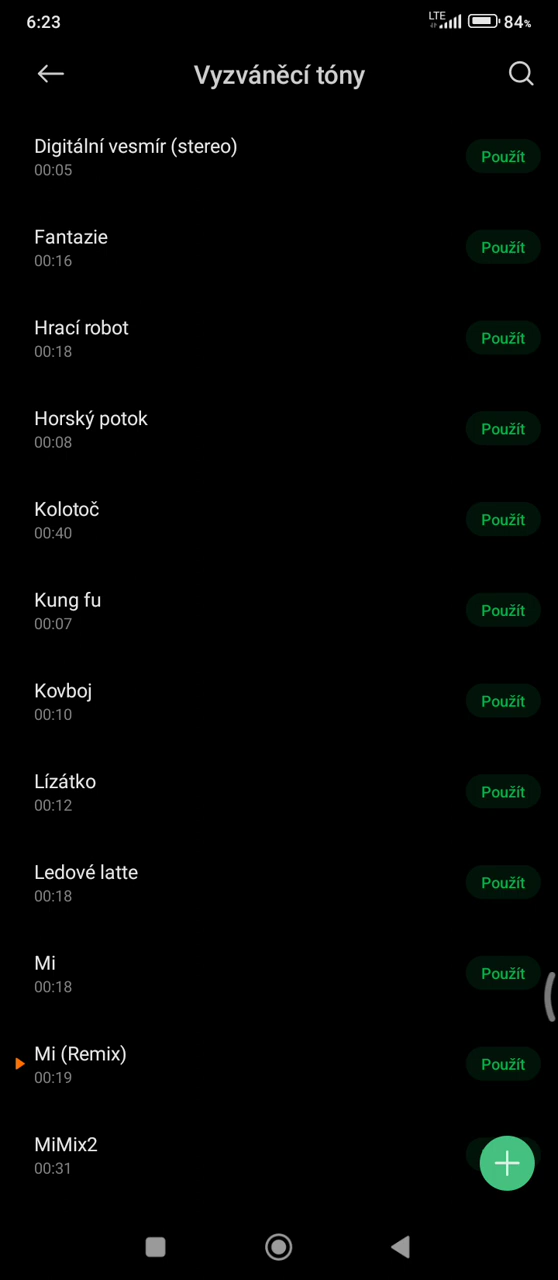 6:23
LTE
84%
Vyzváněcí tóny
Digitální vesmír (stereo)
00:05
Použít
Fantazie
00:16
Použít
Hrací robot
00:18
Použít
Horský potok
00:08
Použít
Kolotoč
00:40
Použít
Kung fu
00:07
Použít
Kovboj
00:10
Použít
Lízátko
00:12
Použít
Ledové latte
00:18
Použít
Mi
00:18
Použít
Mi (Remix)
00:19
Použít
MiMix2
00:31